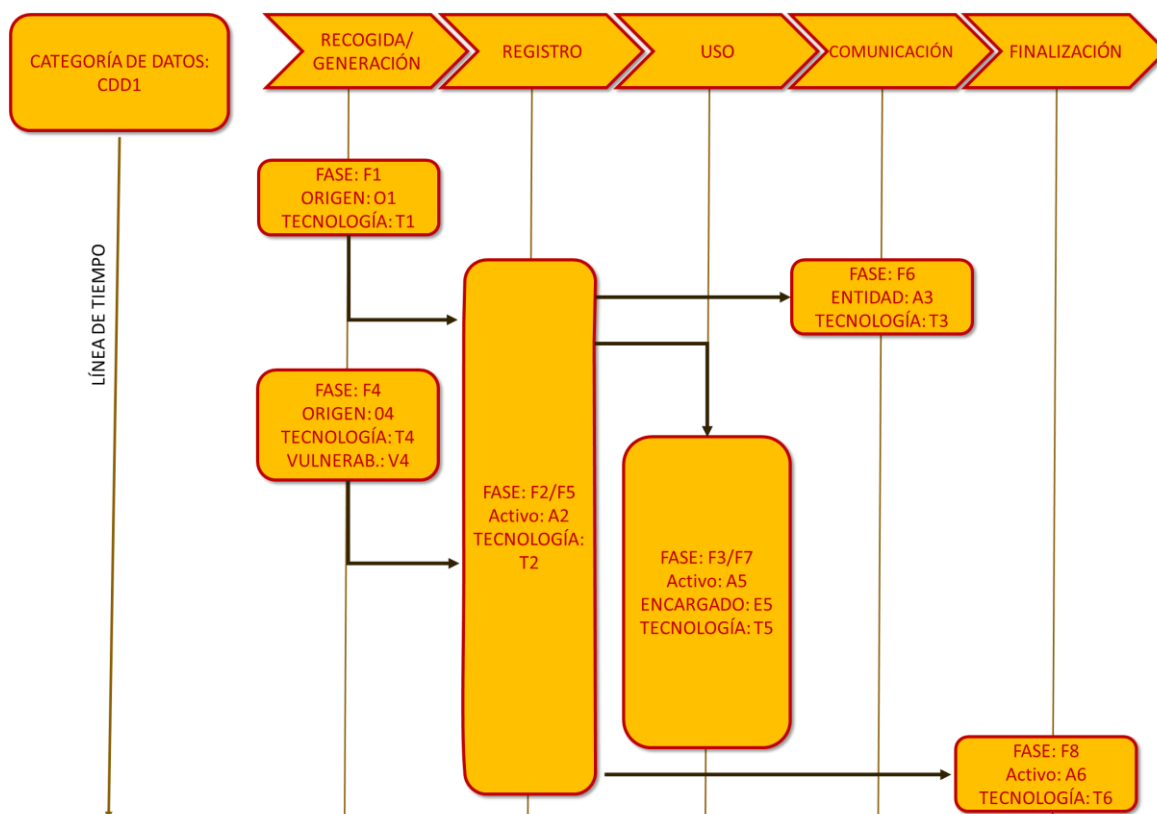 CATEGORÍA DE DATOS:
CDD1
RECOGIDA/
GENERACIÓN
REGISTRO
USO
COMUNICACIÓN
FINALIZACIÓN
LÍNEA DE TIEMPO
FASE: F1
ORIGEN: O1
TECNOLOGÍA: T1
FASE: F6
ENTIDAD: A3
TECNOLOGÍA: T3
FASE: F4
ORIGEN: 04
TECNOLOGÍA: T4
VULNERAB.: V4
FASE: F2/F5
Activo: A2
TECNOLOGÍA:
T2
FASE: F3/F7
Activo: A5
ENCARGADO: E5
TECNOLOGÍA: T5
FASE: F8
Activo: A6
TECNOLOGÍA: T6